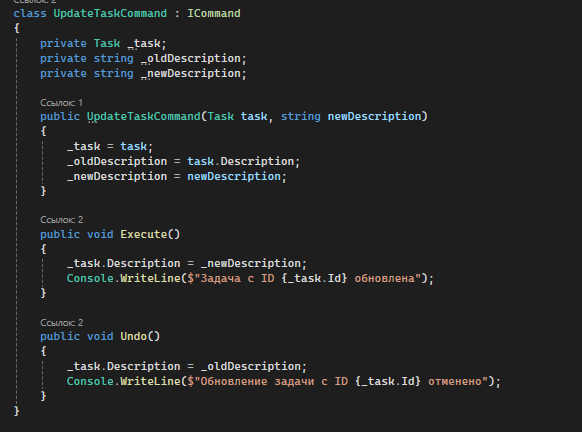 Ссылок: 2
class UpdateTaskCommand : ICommand
{
private Task _task;
private string _oldDescription;
private string _newDescription;
Ссылок: 1
public UpdateTaskCommand(Task task, string newDescription)
{
_task = task;
_oldDescription = task.Description;
_newDescription = newDescription;
}
Ссылок: 2
public void Execute()
{
_task.Description = _newDescription;
Console.WriteLine($"Задача с ID {_task.Id} обновлена");
}
Ссылок: 2
public void Undo()
{
_task.Description = _oldDescription;
Console.WriteLine($"Обновление задачи с ID {_task.Id} отменено");
}
}